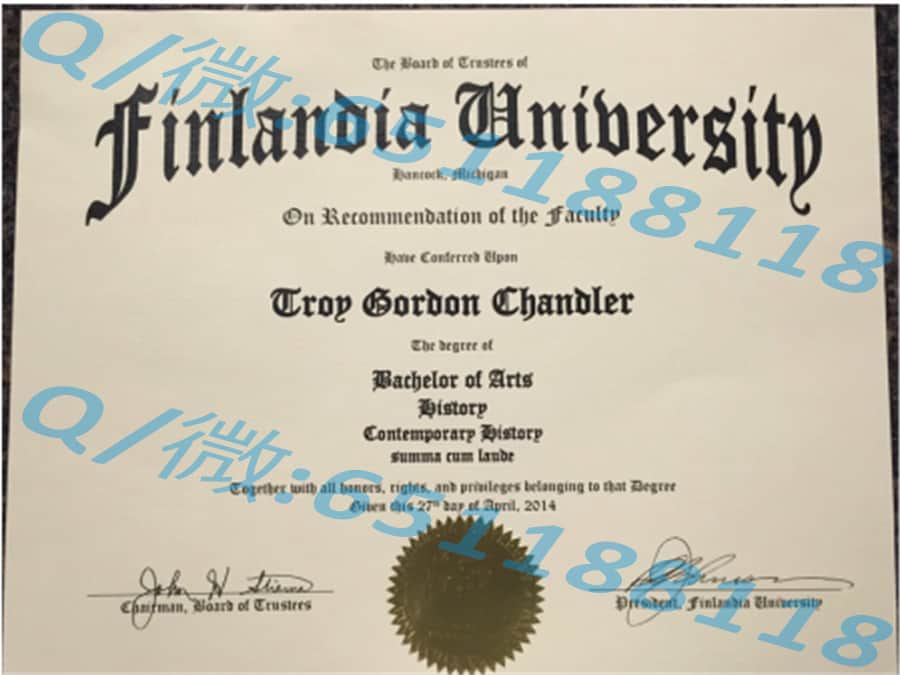 The Board of Trustees of
Finlandia University
Hancock, Michigan
On Recommendation of the Faculty
Have Conferred Upon
Troy Gordon Chandler
The degree of
Bachelor of Arts
History
Contemporary History
summa cum laude
Together with all honors, rights, and privileges belonging to that Degree
Given this 27th day of April, 2014
John H
Chairman, Board of Trustees
President, Finlandia University
Q/微:65118118
Q/微:65118118